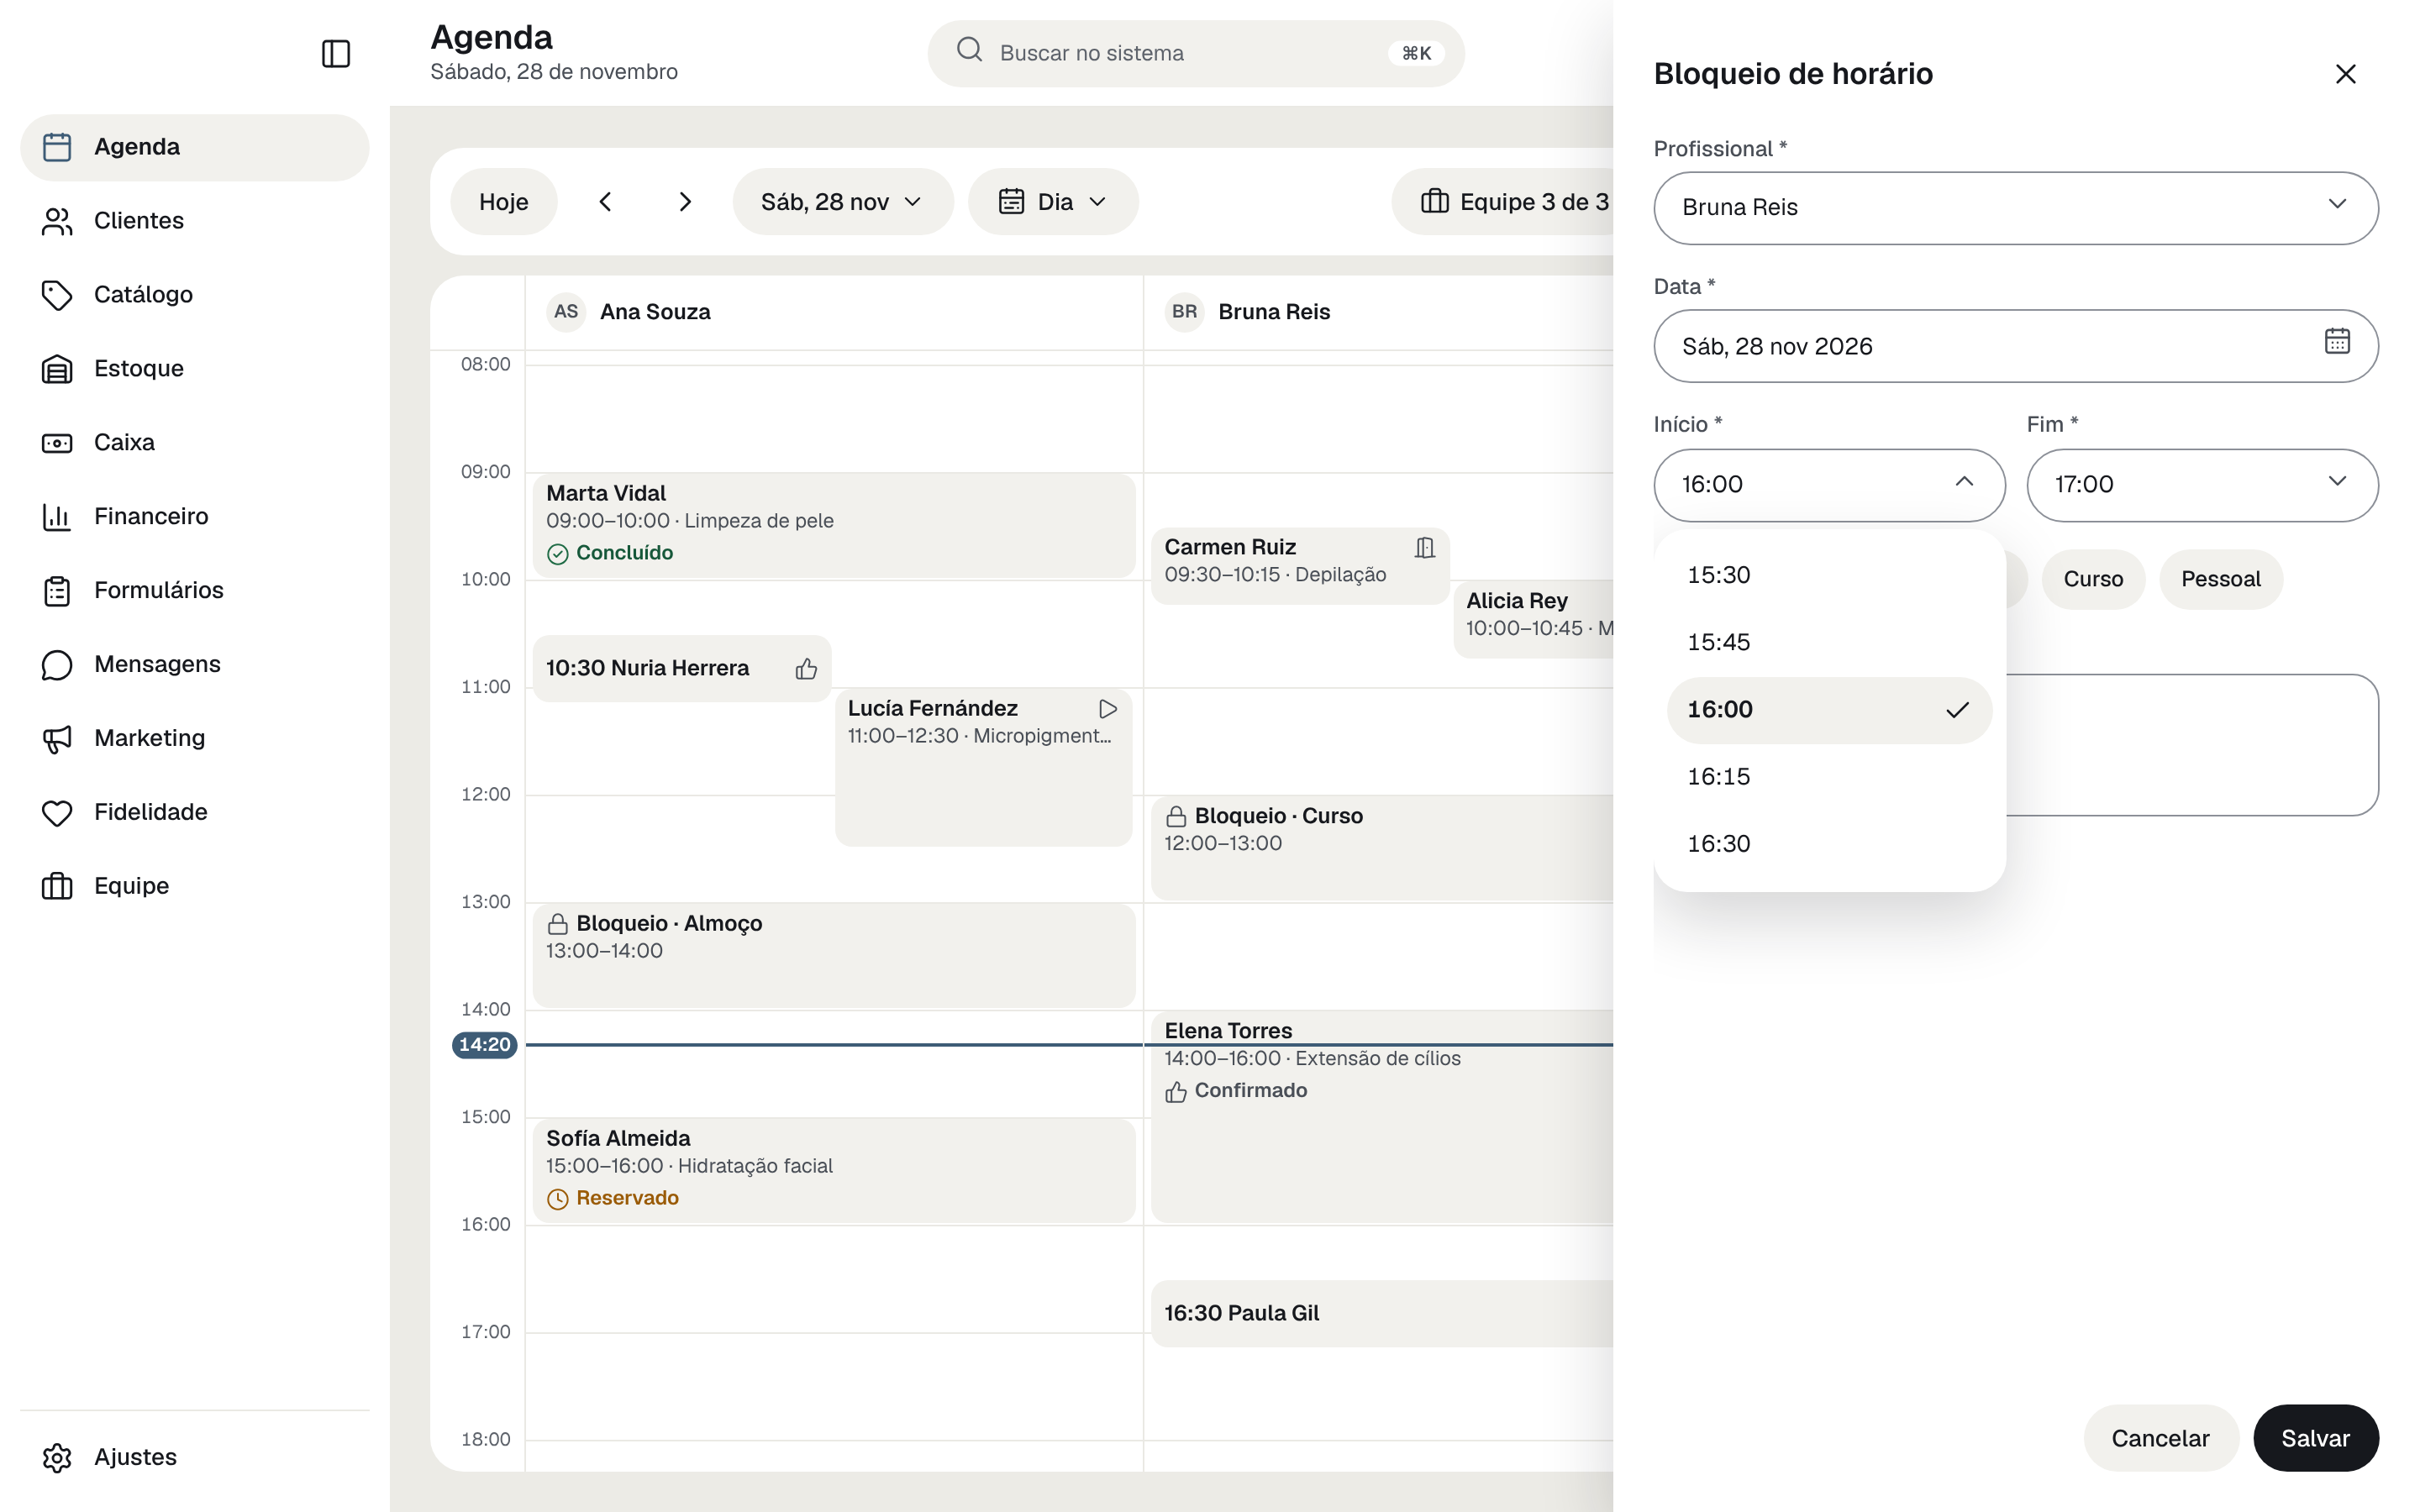 Agenda
Sábado, 28 de novembro
Buscar no sistema
⌘K
Agenda
Clientes
Catálogo
Estoque
Caixa
Financeiro
Formulários
Mensagens
Marketing
Fidelidade
Equipe
Ajustes
Hoje
Sáb, 28 nov
Dia
Equipe 3 de 3
AS Ana Souza
BR Bruna Reis
08:00
09:00
10:00
11:00
12:00
13:00
14:00
14:20
15:00
16:00
17:00
18:00
Marta Vidal
09:00–10:00 · Limpeza de pele
Concluído
10:30 Nuria Herrera
Lucía Fernández
11:00–12:30 · Micropigment...
Bloqueio · Almoço
13:00–14:00
Sofía Almeida
15:00–16:00 · Hidratação facial
Reservado
Carmen Ruiz
09:30–10:15 · Depilação
Alicia Rey
10:00–10:45 · M
Bloqueio · Curso
12:00–13:00
Elena Torres
14:00–16:00 · Extensão de cílios
Confirmado
16:30 Paula Gil
Bloqueio de horário
Profissional *
Bruna Reis
Data *
Sáb, 28 nov 2026
Início *
Fim *
16:00
17:00
15:30
15:45
16:00
16:15
16:30
Curso
Pessoal
Cancelar
Salvar